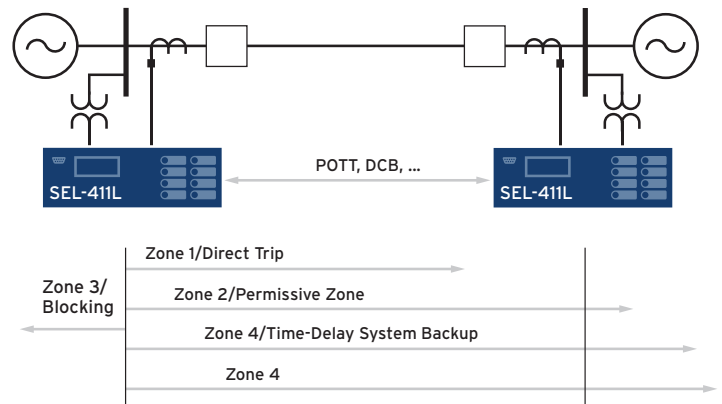 POTT, DCB, ...
SEL-411L
SEL-411L
Zone 1/Direct Trip
Zone 3/
Blocking
Zone 2/Permissive Zone
Zone 4/Time-Delay System Backup
Zone 4